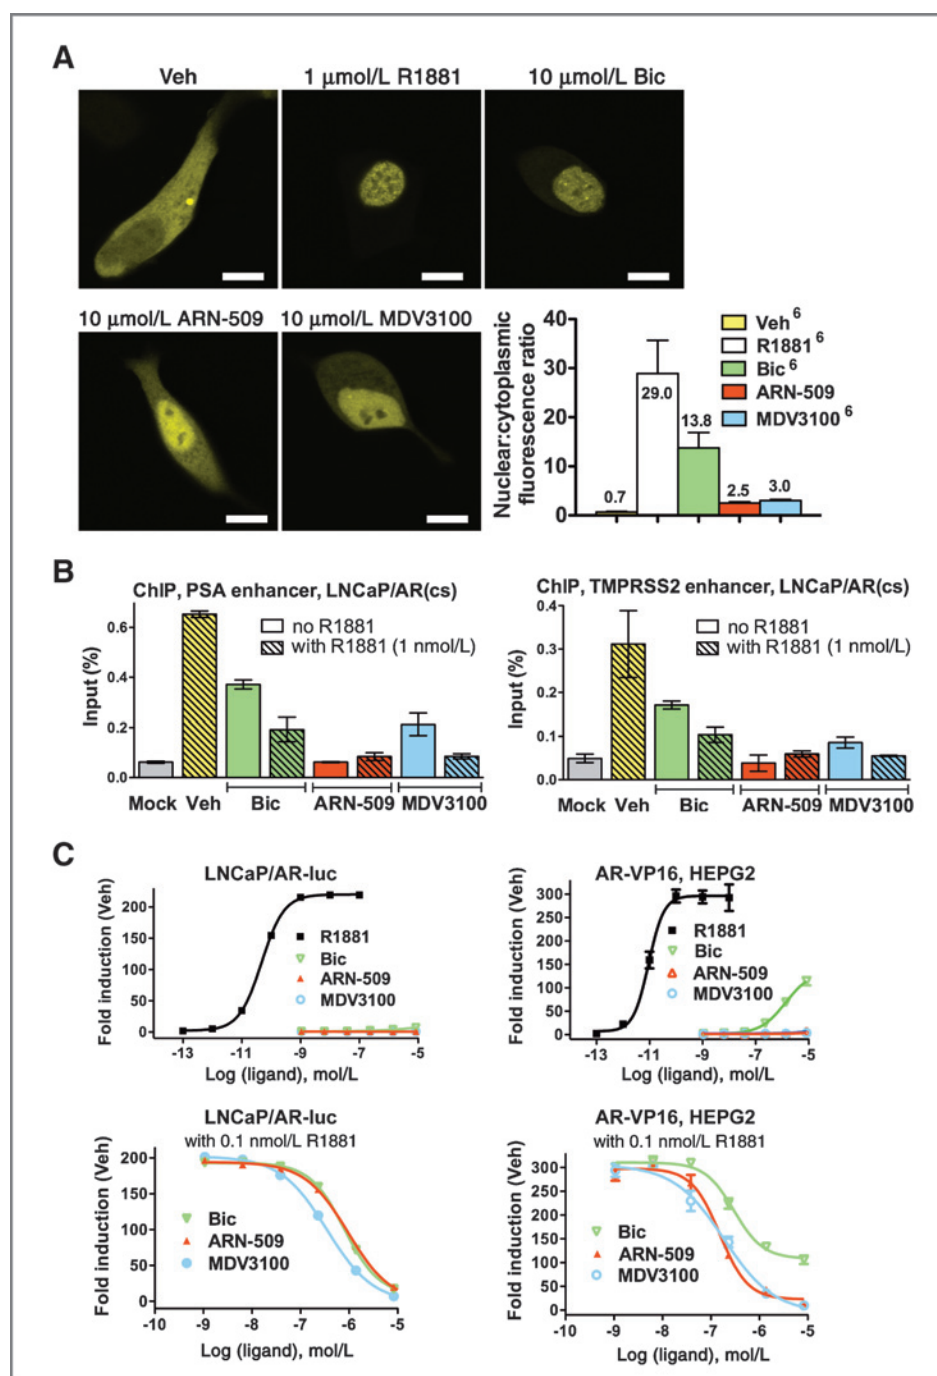 A
Veh
1 μmol/L R1881
10 μmol/L Bic
10 μmol/L ARN-509
10 μmol/L MDV3100
Nuclear:cytoplasmic
fluorescence ratio
40
30
20
10
0
0.7
29.0
13.8
2.5
3.0
Veh 6
R1881 6
Bic 6
ARN-509
MDV3100 6
B
ChIP, PSA enhancer, LNCaP/AR(cs)
Input (%)
0.6
0.4
0.2
0.0
no R1881
with R1881 (1 nmol/L)
Mock Veh Bic ARN-509 MDV3100
ChIP, TMPRSS2 enhancer, LNCaP/AR(cs)
Input (%)
0.4
0.3
0.2
0.1
0.0
no R1881
with R1881 (1 nmol/L)
Mock Veh Bic ARN-509 MDV3100
C
LNCaP/AR-luc
Fold induction (Veh)
200
150
100
50
0
R1881
Bic
ARN-509
MDV3100
-13 -11 -9 -7 -5
Log (ligand), mol/L
AR-VP16, HEPG2
Fold induction (Veh)
300
250
200
150
100
50
0
R1881
Bic
ARN-509
MDV3100
-13 -11 -9 -7 -5
Log (ligand), mol/L
LNCaP/AR-luc
with 0.1 nmol/L R1881
Fold induction (Veh)
200
150
100
50
0
Bic
ARN-509
MDV3100
-10 -9 -8 -7 -6 -5
Log (ligand), mol/L
AR-VP16, HEPG2
with 0.1 nmol/L R1881
Fold induction (Veh)
300
250
200
150
100
50
0
Bic
ARN-509
MDV3100
-10 -9 -8 -7 -6 -5
Log (ligand), mol/L